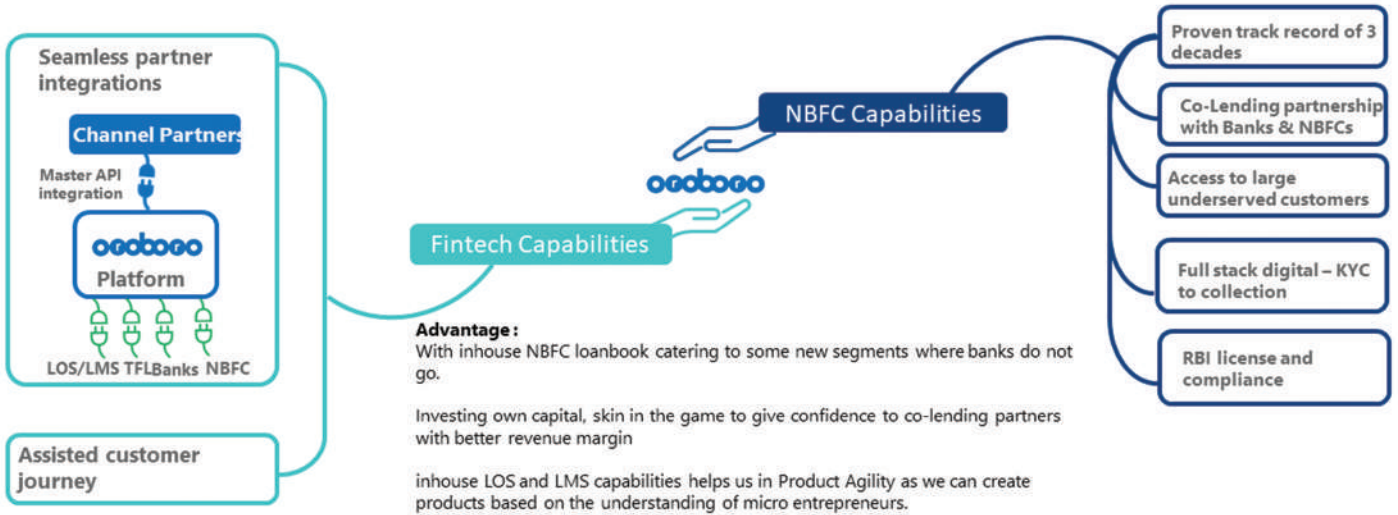 Seamless partner
integrations
Channel Partners
Master API
integration
oroboro
Platform
LOS/LMS TFLBanks NBFC
Assisted customer
journey
Fintech Capabilities
oroboro
NBFC Capabilities
Proven track record of 3
decades
Co-Lending partnership
with Banks & NBFCs
Access to large
underserved customers
Full stack digital – KYC
to collection
RBI license and
compliance
Advantage :
With inhouse NBFC loanbook catering to some new segments where banks do not
go.
Investing own capital, skin in the game to give confidence to co-lending partners
with better revenue margin
inhouse LOS and LMS capabilities helps us in Product Agility as we can create
products based on the understanding of micro entrepreneurs.